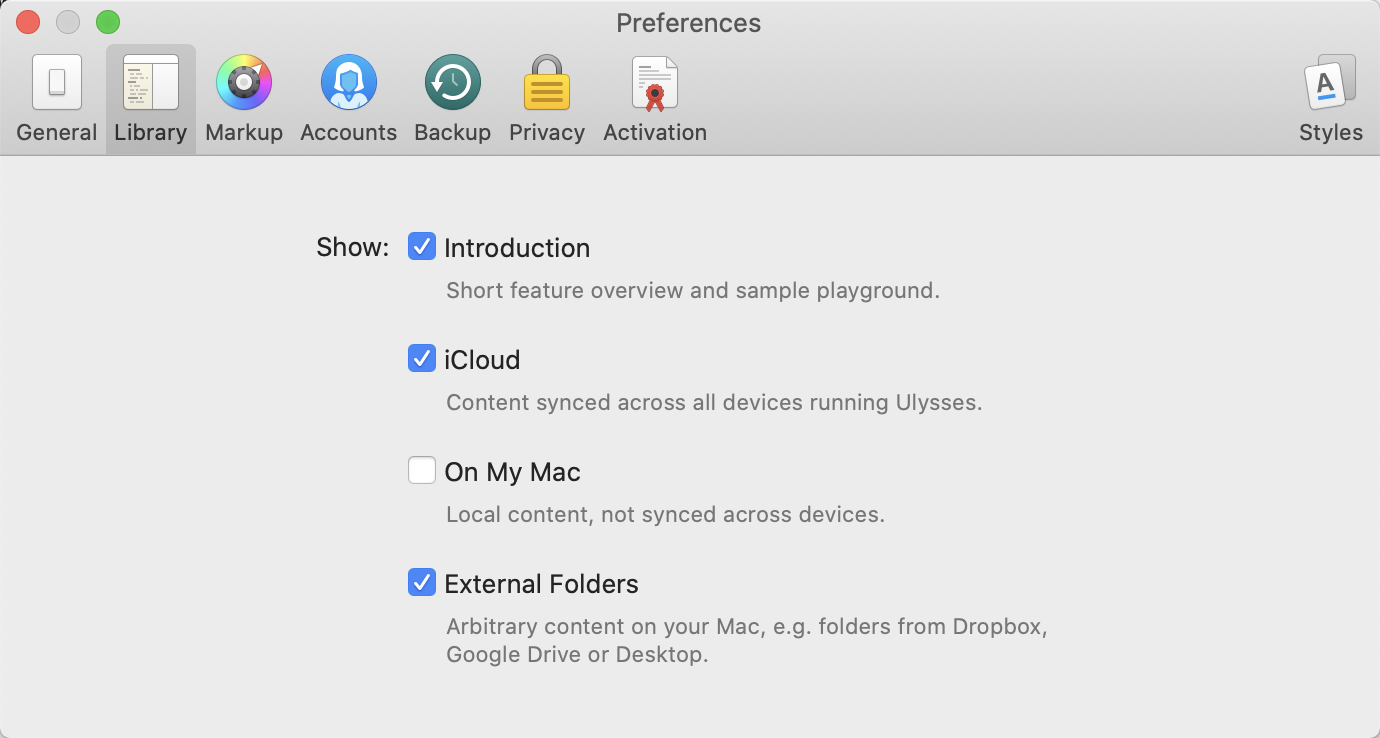 Preferences
General Library Markup Accounts Backup Privacy Activation Styles
Show: Introduction
Short feature overview and sample playground.
iCloud
Content synced across all devices running Ulysses.
On My Mac
Local content, not synced across devices.
External Folders
Arbitrary content on your Mac, e.g. folders from Dropbox,
Google Drive or Desktop.